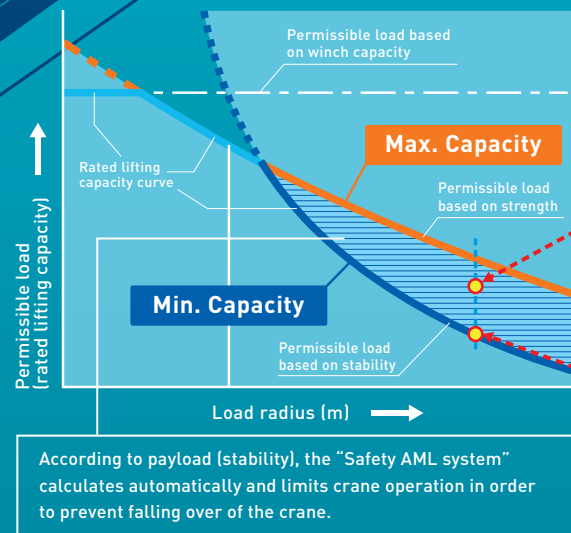 Permissible load based
on winch capacity
Max. Capacity
Rated lifting
capacity curve
Permissible load
based on strength
Permissible load
(rated lifting capacity)
Min. Capacity
Permissible load
based on stability
Load radius (m)
According to payload (stability), the “Safety AML system”
calculates automatically and limits crane operation in order
to prevent falling over of the crane.